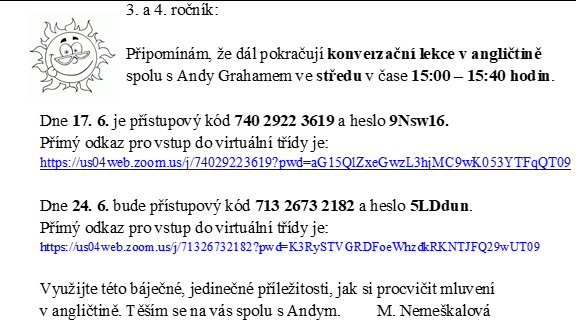 3. a 4. ročník:
Připomínám, že dál pokračují konverzační lekce v angličtině
spolu s Andy Grahamem ve středu v čase 15:00 – 15:40 hodin.
Dne 17. 6. je přístupový kód 740 2922 3619 a heslo 9Nsw16.
Přímý odkaz pro vstup do virtuální třídy je:
https://us04web.zoom.us/j/74029223619?pwd=aG15QlZxeGwzL3hjMC9wK053YTFqQT09
Dne 24. 6. bude přístupový kód 713 2673 2182 a heslo 5LDdun.
Přímý odkaz pro vstup do virtuální třídy je:
https://us04web.zoom.us/j/71326732182?pwd=K3RySTVGRDFoeWhzdkRKNTJFQ29wUT09
Využijte této báječné, jedinečné příležitosti, jak si procvičit mluvení
v angličtině. Těším se na vás spolu s Andym. M. Nemeškalová